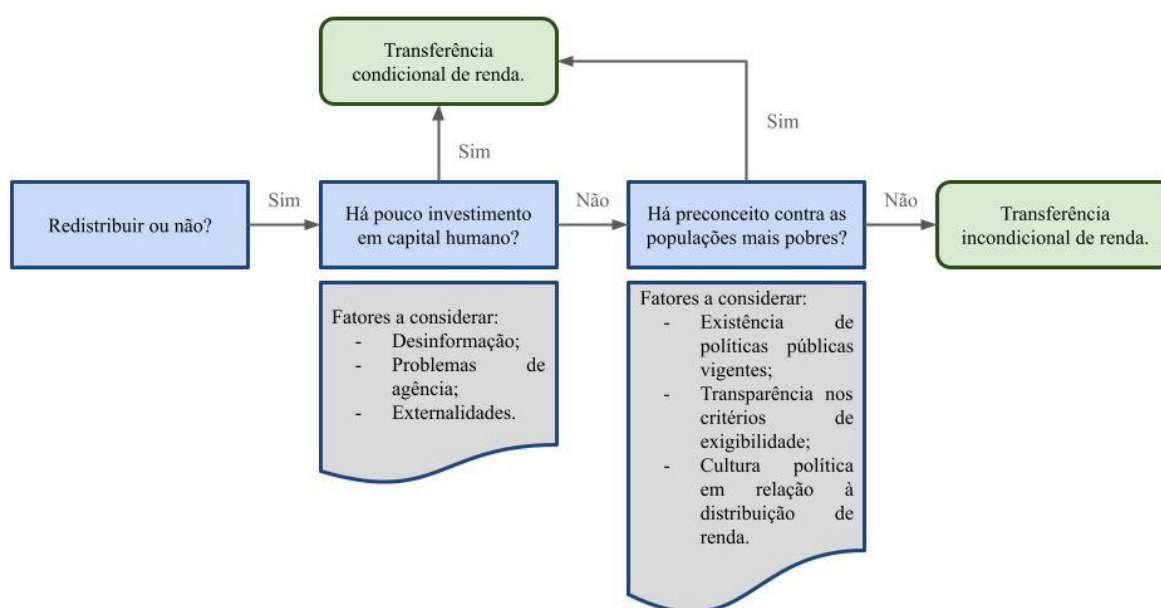 Transferência
condicional de renda.
Sim
Sim
Redistribuir ou não?
Sim
Há pouco investimento
em capital humano?
Não
Há preconceito contra as
populações mais pobres?
Não
Transferência
incondicional de renda.
Fatores a considerar:
- Desinformação;
- Problemas de
agência;
- Externalidades.
Fatores a considerar:
- Existência de
políticas públicas
vigentes;
- Transparência nos
critérios de
exigibilidade;
- Cultura política
em relação à
distribuição de
renda.